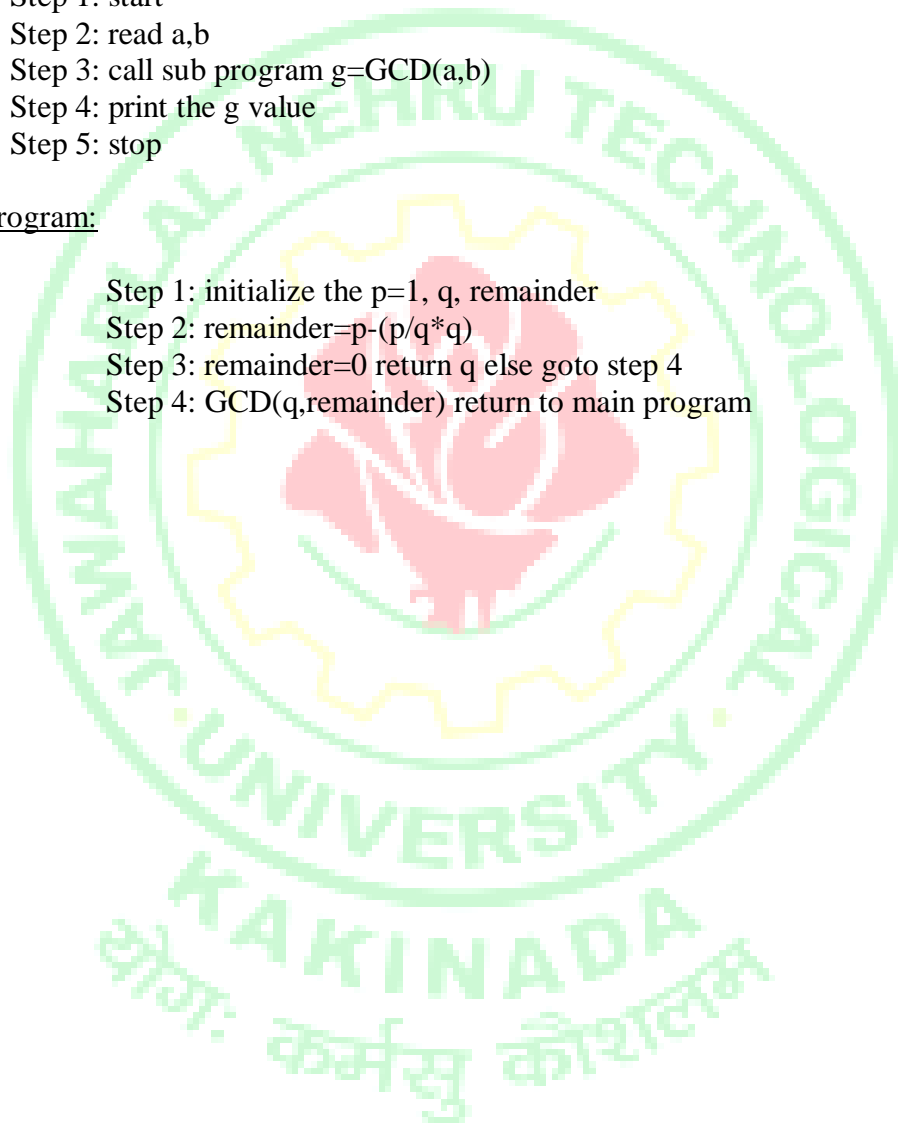 Step 1: start
Step 2: read a,b
Step 3: call sub program g=GCD(a,b)
Step 4: print the g value
Step 5: stop
rogram:
Step 1: initialize the p=1, q, remainder
Step 2: remainder=p-(p/q*q)
Step 3: remainder=0 return q else goto step 4
Step 4: GCD(q,remainder) return to main program
JAWAHARLAL NEHRU TECHNOLOGICAL
· UNIVERSITY ·
KAKINADA
योगः कर्मसु कौशलम